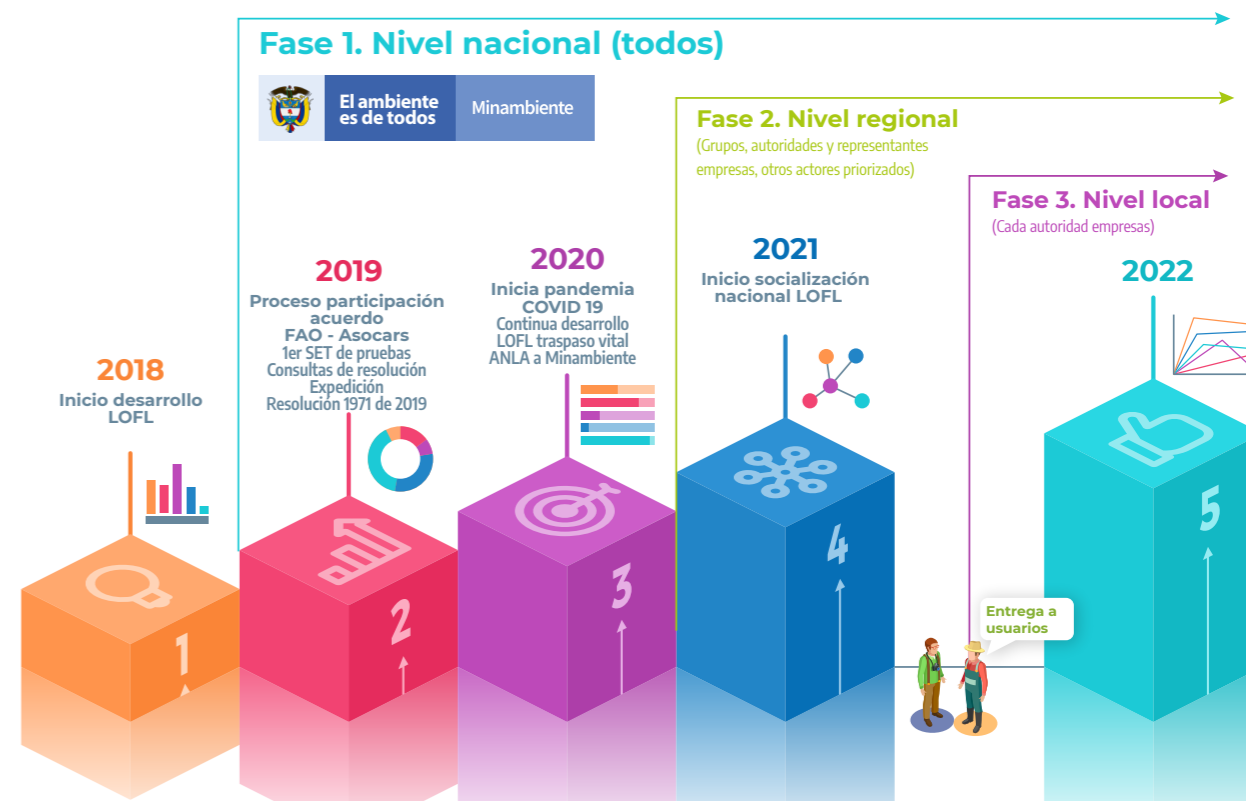 Fase 1. Nivel nacional (todos)
El ambiente
es de todos
Minambiente
Fase 2. Nivel regional
(Grupos, autoridades y representantes
empresas, otros actores priorizados)
Fase 3. Nivel local
(Cada autoridad empresas)
2018
Inicio desarrollo
LOFL
2019
Proceso participación
acuerdo
FAO - Asocars
1er SET de pruebas
Consultas de resolución
Expedición
Resolución 1971 de 2019
2020
Inicia pandemia
COVID 19
Continua desarrollo
LOFL traspaso vital
ANLA a Minambiente
2021
Inicio socialización
nacional LOFL
2022
1
2
3
4
5
Entrega a
usuarios